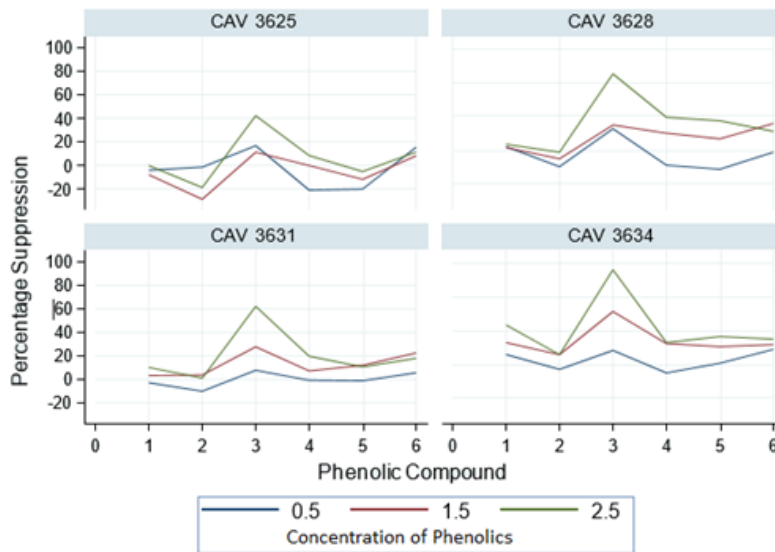 CAV 3625 CAV 3628
100
80
60
40
20
0
-20
CAV 3631 CAV 3634
100
80
60
40
20
0
-20
Percentage Suppression
0 1 2 3 4 5 6 0 1 2 3 4 5 6
Phenolic Compound
0.5 1.5 2.5
Concentration of Phenolics